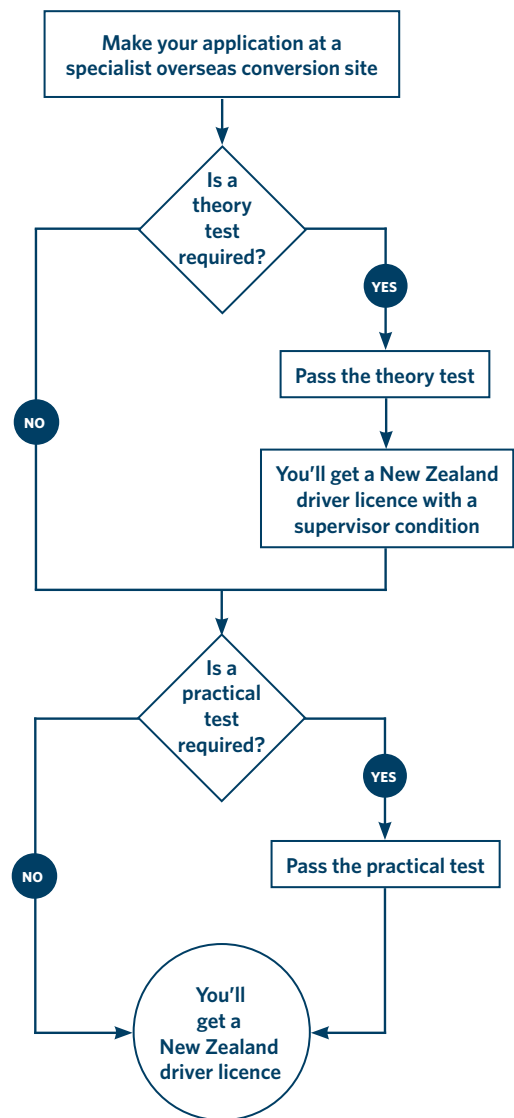 Make your application at a
specialist overseas conversion site
Is a
theory
test
required?
YES
Pass the theory test
NO
You'll get a New Zealand
driver licence with a
supervisor condition
Is a
practical
test
required?
YES
Pass the practical test
NO
You'll
get a
New Zealand
driver licence